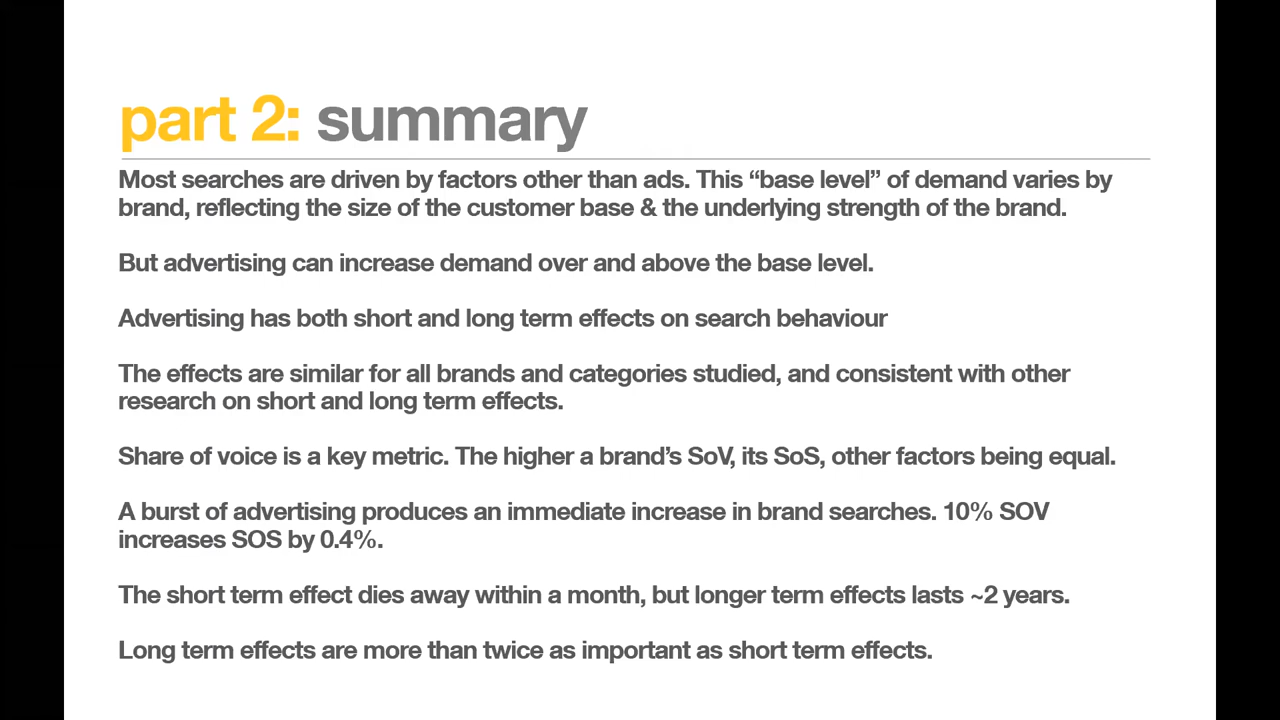 part 2: summary
Most searches are driven by factors other than ads. This “base level” of demand varies by
brand, reflecting the size of the customer base & the underlying strength of the brand.
But advertising can increase demand over and above the base level.
Advertising has both short and long term effects on search behaviour
The effects are similar for all brands and categories studied, and consistent with other
research on short and long term effects.
Share of voice is a key metric. The higher a brand’s SoV, its SoS, other factors being equal.
A burst of advertising produces an immediate increase in brand searches. 10% SOV
increases SOS by 0.4%.
The short term effect dies away within a month, but longer term effects lasts ~2 years.
Long term effects are more than twice as important as short term effects.